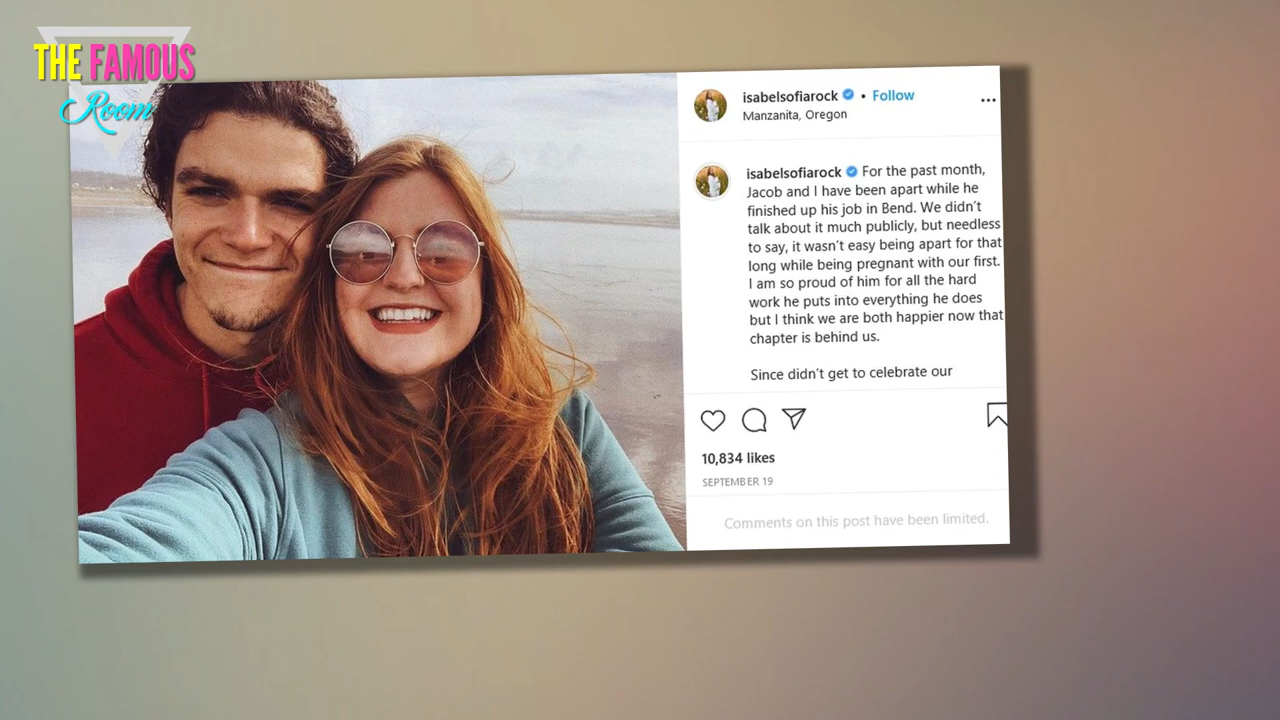 THE FAMOUS
Room
isabelsofiarock • Follow
Manzanita, Oregon
isabelsofiarock For the past month,
Jacob and I have been apart while he
finished up his job in Bend. We didn't
talk about it much publicly, but needless
to say, it wasn't easy being apart for that
long while being pregnant with our first.
I am so proud of him for all the hard
work he puts into everything he does
but I think we are both happier now that
chapter is behind us.
Since didn't get to celebrate our
10,834 likes
SEPTEMBER 19
Comments on this post have been limited.